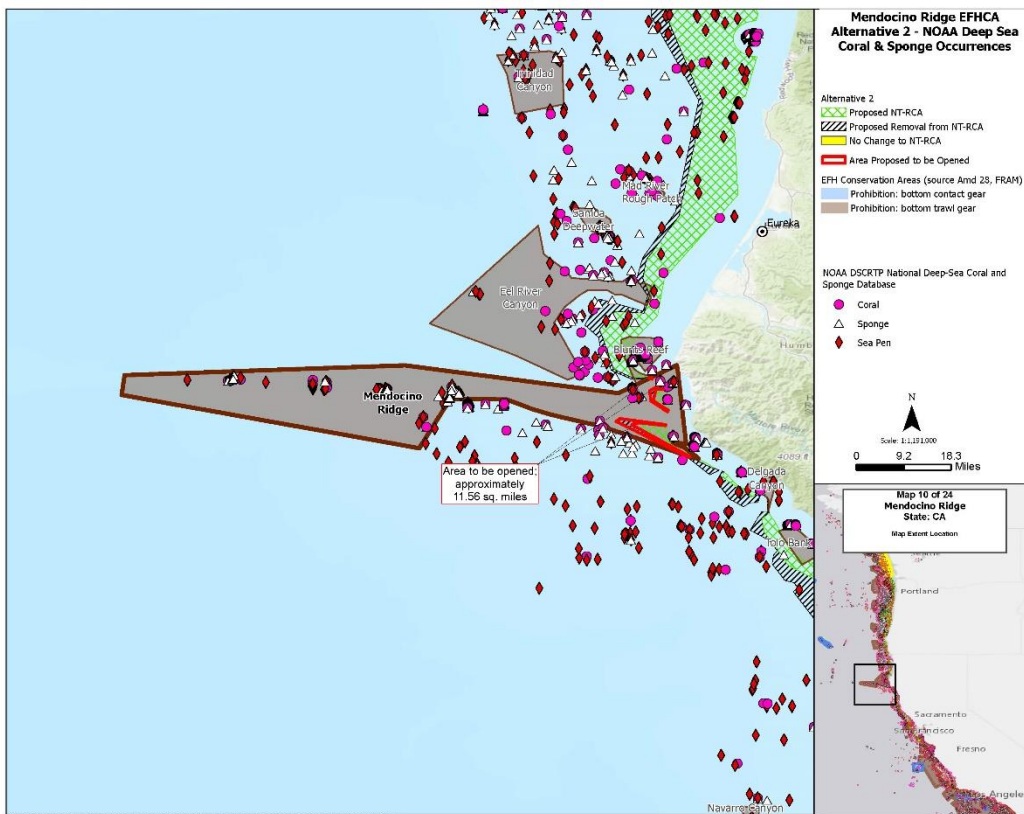 Mendocino Ridge EFHCA
Alternative 2 - NOAA Deep Sea
Coral & Sponge Occurrences
Alternative 2
Proposed NT-RCA
Proposed Removal from NT-RCA
No Change to NT-RCA
Area Proposed to be Opened
EFH Conservation Areas (source Amd 28, FRAM)
Prohibition: bottom contact gear
Prohibition: bottom trawl gear
NOAA DSCRTP National Deep-Sea Coral and
Sponge Database
Coral
Sponge
Sea Pen
N
Scale: 1:1,191,000
0 9.2 18.3
Miles
Trinidad
Canyon
Mad River
Rough Patch
Samoa
Deepwater
Eureka
Eel River
Canyon
Blunts Reef
Mendocino
Ridge
Area to be opened:
approximately
11.56 sq. miles
4089 ft
Delgada
Canyon
Tolo Bank
Navarro Canyon
Map 10 of 24
Mendocino Ridge
State: CA
Map Extent Location
Seattle
Portland
Sacramento
San Francisco
Fresno
Los Angeles